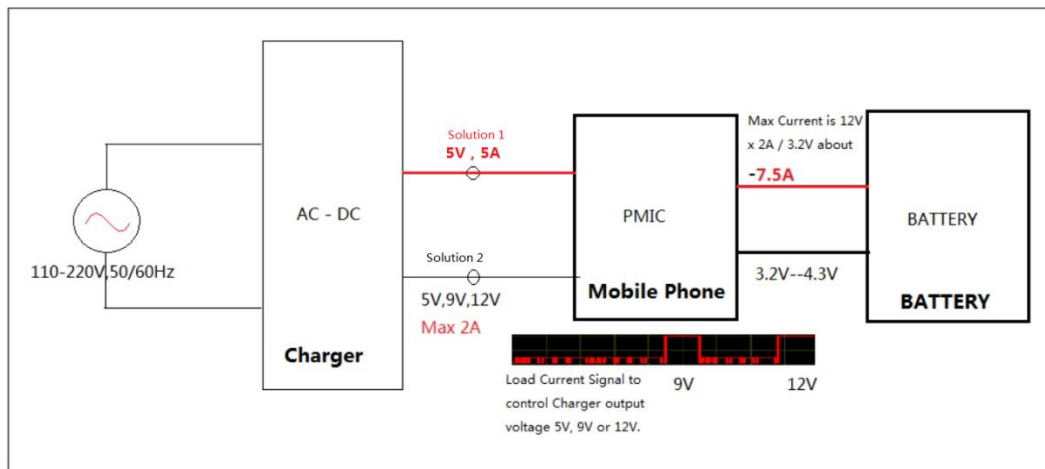 110-220V,50/60Hz
AC - DC
Charger
Solution 1
5V , 5A
Solution 2
5V,9V,12V
Max 2A
PMIC
Mobile Phone
Max Current is 12V
x 2A / 3.2V about
-7.5A
3.2V--4.3V
BATTERY
BATTERY
Load Current Signal to
control Charger output
voltage 5V, 9V or 12V.
9V
12V